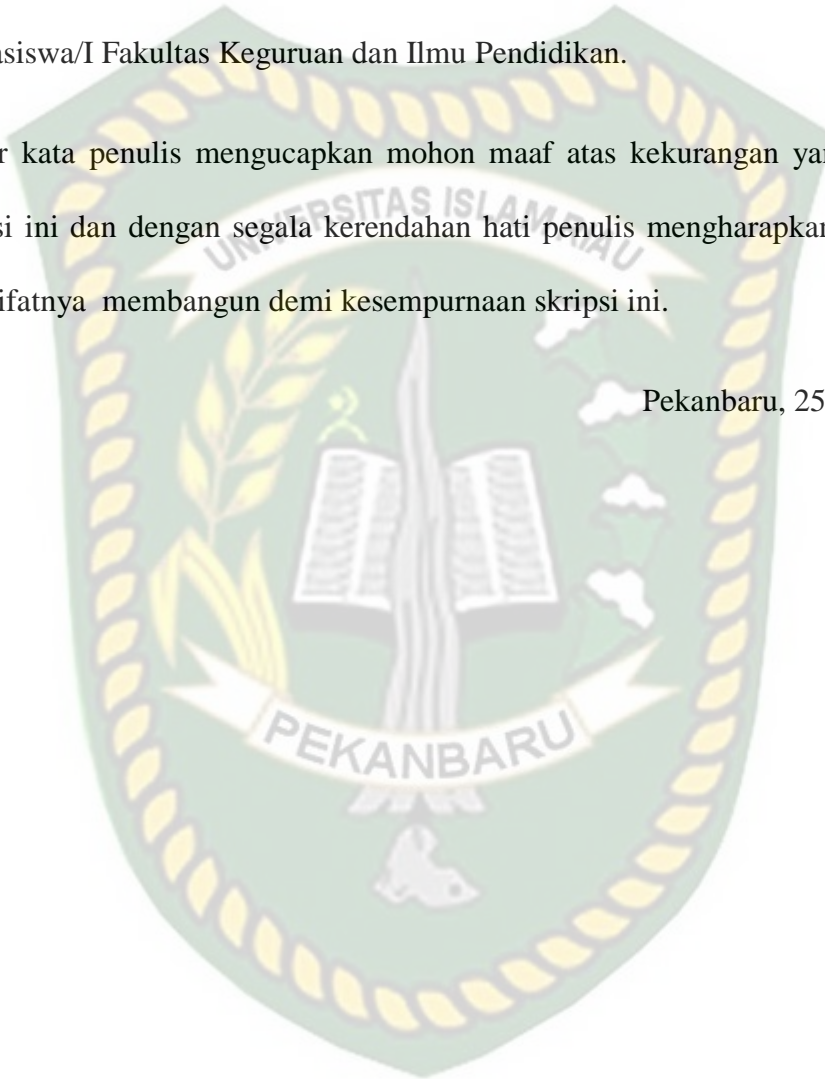 asiswa/I Fakultas Keguruan dan Ilmu Pendidikan.
r kata penulis mengucapkan mohon maaf atas kekurangan yan
UNIVERSITAS ISLAM RIAU
si ini dan dengan segala kerendahan hati penulis mengharapkan
ifatnya membangun demi kesempurnaan skripsi ini.
Pekanbaru, 25
PEKANBARU